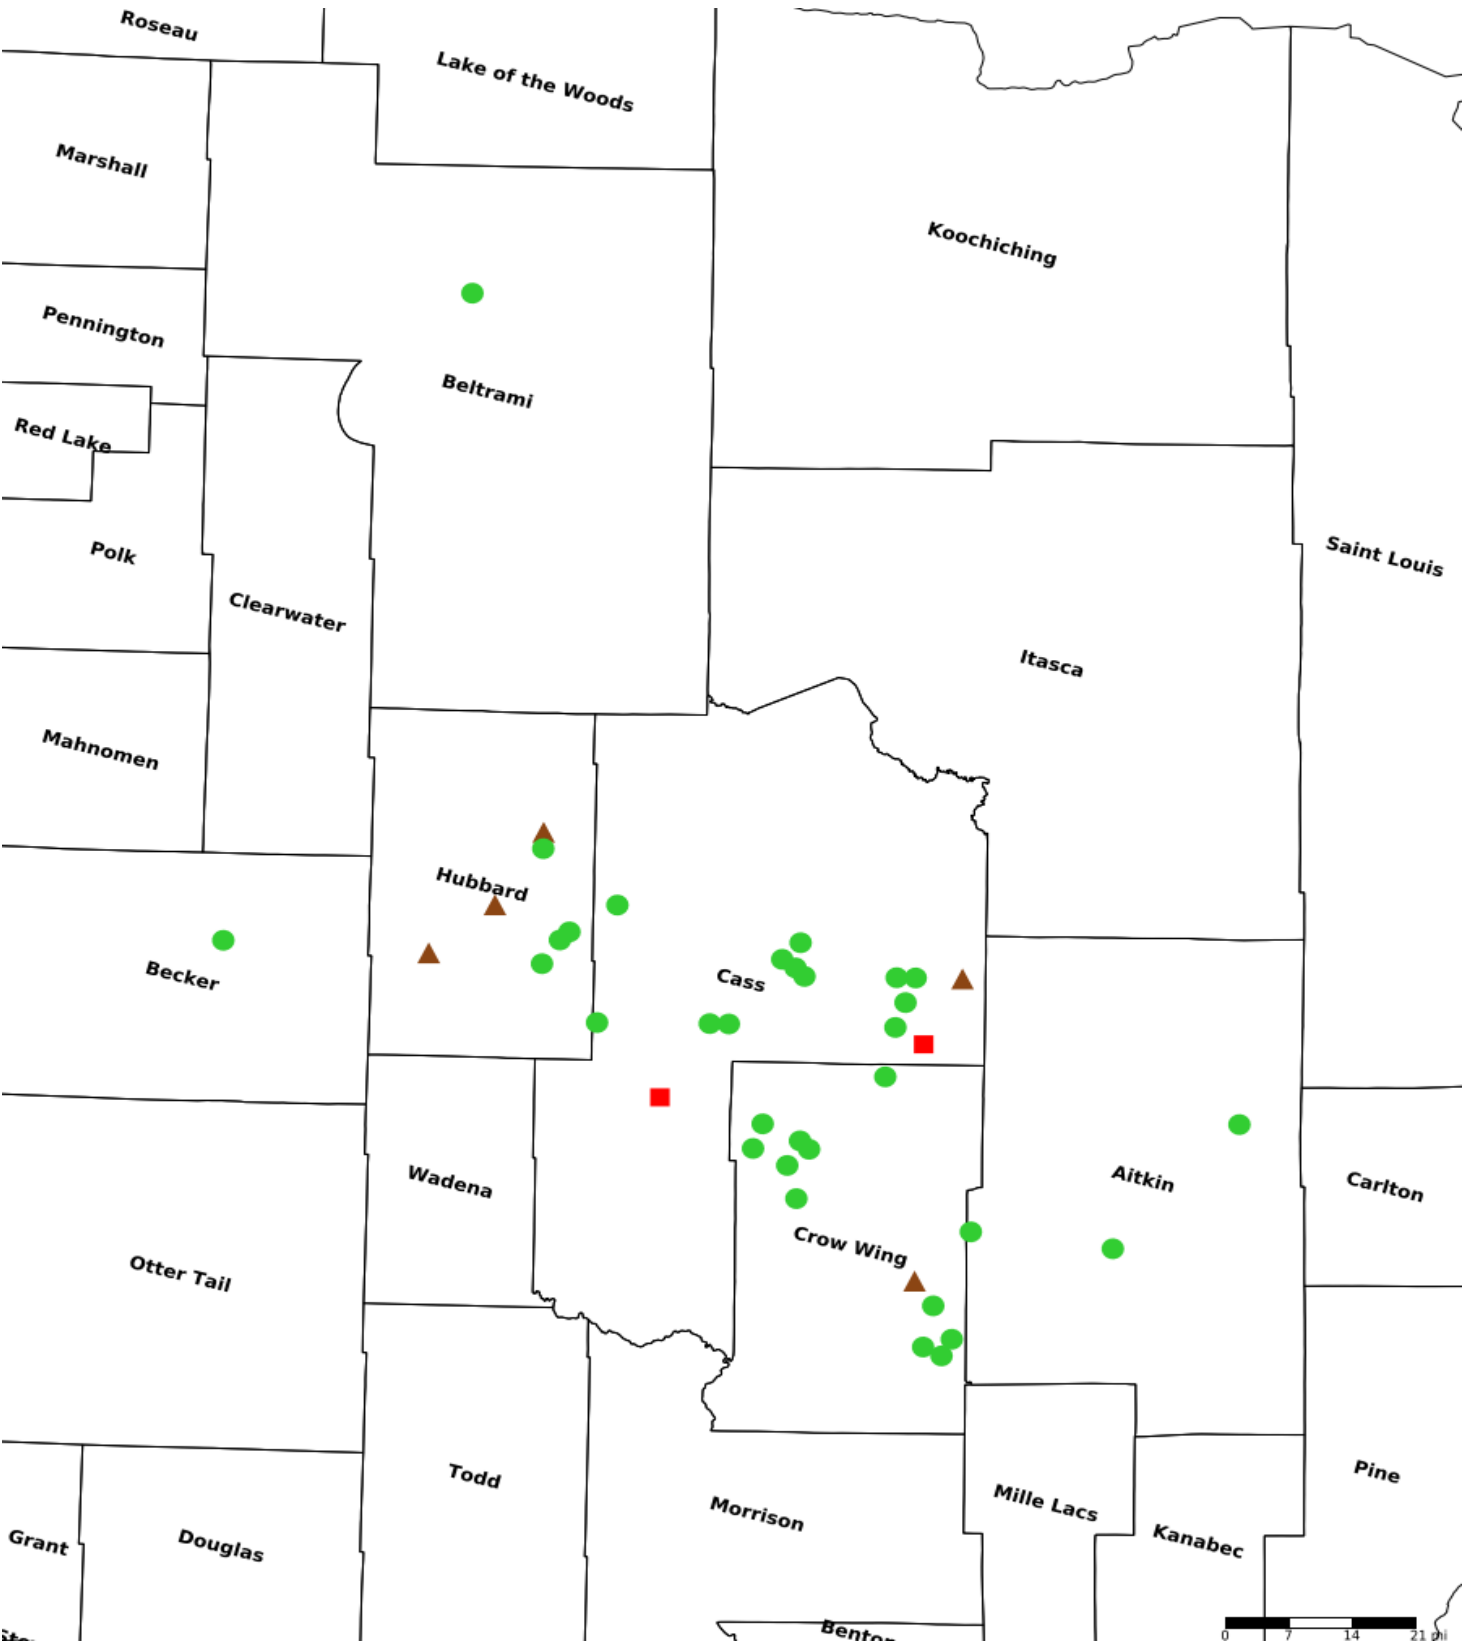 Roseau
Lake of the Woods
Marshall
Koochiching
Pennington
Beltrami
Red Lake
Polk
Saint Louis
Clearwater
Itasca
Mahnomen
Hubbard
Becker
Cass
Wadena
Aitkin
Carlton
Crow Wing
Otter Tail
Todd
Pine
Morrison
Mille Lacs
Grant
Douglas
Kanabec
Benton
0 7 14 21 mi